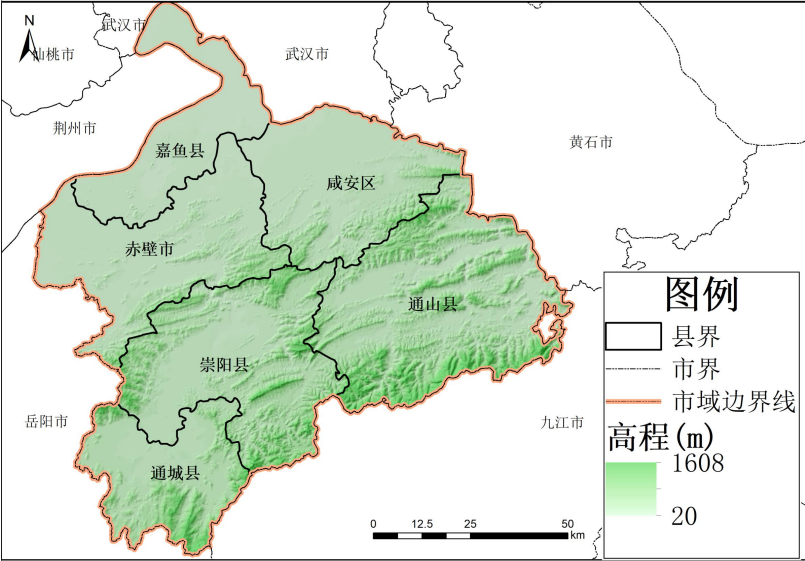 N
武汉市
仙桃市
武汉市
荆州市
黄石市
嘉鱼县
咸安区
赤壁市
通山县
崇阳县
岳阳市
九江市
通城县
图例
县界
市界
市域边界线
高程(m)
1608
20
0 12.5 25 50
km